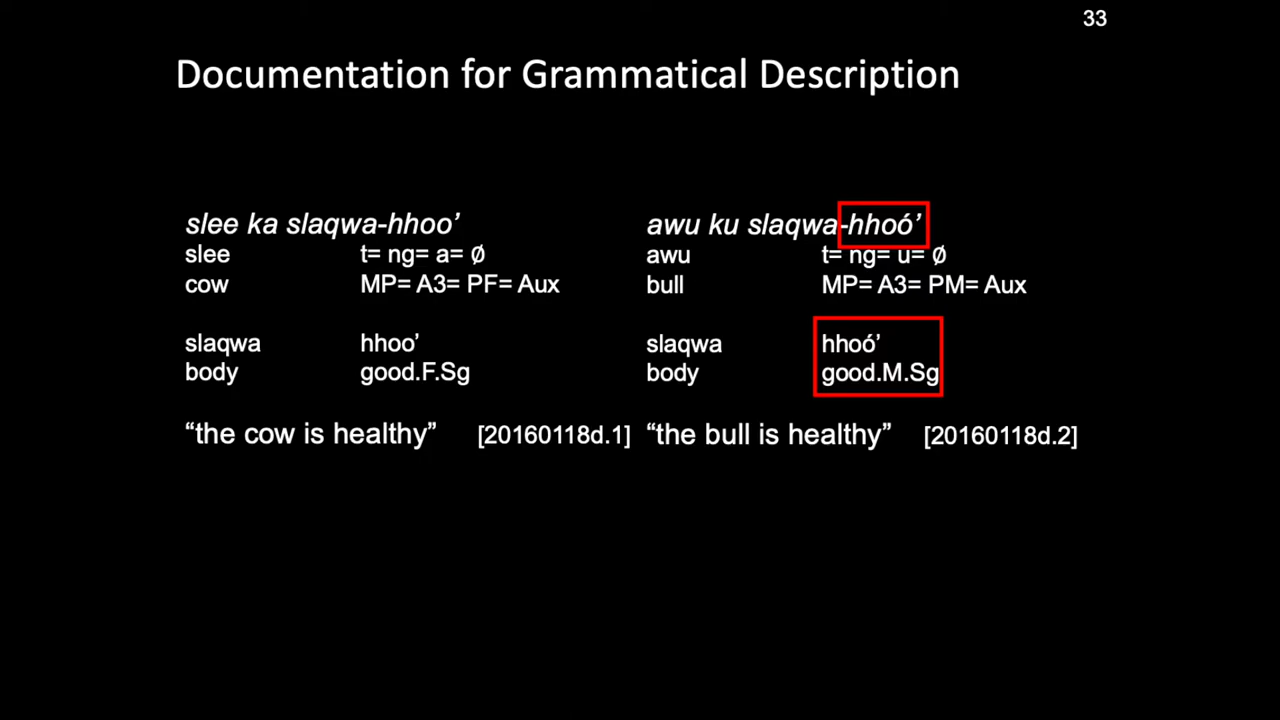 33
Documentation for Grammatical Description
slee ka slaqwa-hhoo’
slee t= ng= a= Ø
cow MP= A3= PF= Aux
slaqwa hhoo’
body good.F.Sg
“the cow is healthy” [20160118d.1]
awu ku slaqwa-hhoó’
awu t= ng= u= Ø
bull MP= A3= PM= Aux
slaqwa hhoó’
body good.M.Sg
“the bull is healthy” [20160118d.2]